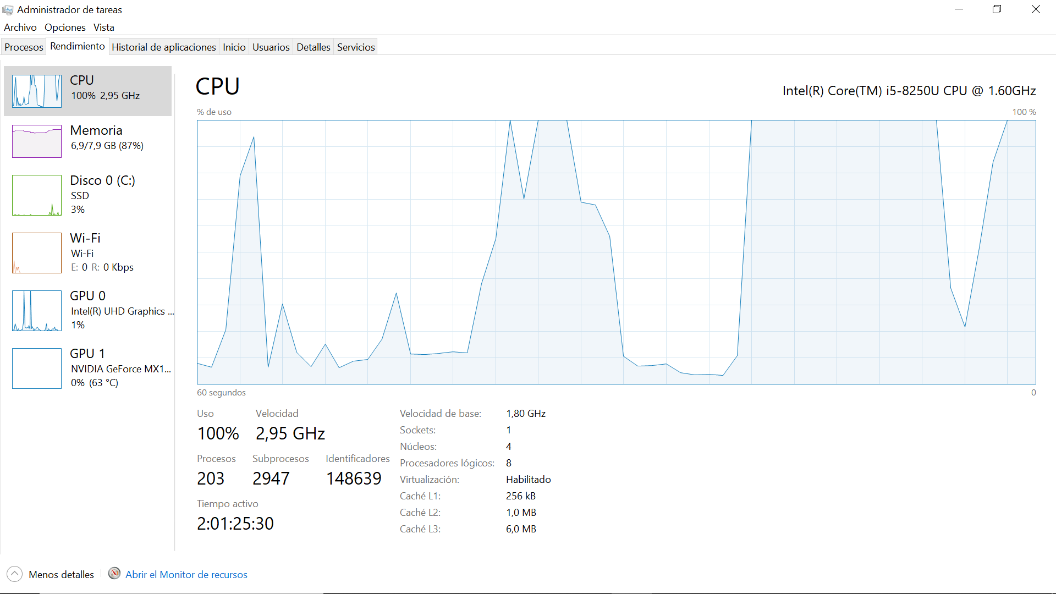 Administrador de tareas
Archivo Opciones Vista
Procesos Rendimiento Historial de aplicaciones Inicio Usuarios Detalles Servicios
CPU
100% 2,95 GHz
Memoria
6,9/7,9 GB (87%)
Disco 0 (C:)
SSD
3%
Wi-Fi
Wi-Fi
E: 0 R: 0 Kbps
GPU 0
Intel(R) UHD Graphics ...
1%
GPU 1
NVIDIA GeForce MX1...
0% (63 °C)
CPU
Intel(R) Core(TM) i5-8250U CPU @ 1.60GHz
% de uso
100 %
60 segundos
0
Uso
100%
Velocidad
2,95 GHz
Procesos
203
Subprocesos
2947
Identificadores
148639
Tiempo activo
2:01:25:30
Velocidad de base: 1,80 GHz
Sockets: 1
Núcleos: 4
Procesadores lógicos: 8
Virtualización: Habilitado
Caché L1: 256 kB
Caché L2: 1,0 MB
Caché L3: 6,0 MB
Menos detalles
Abrir el Monitor de recursos